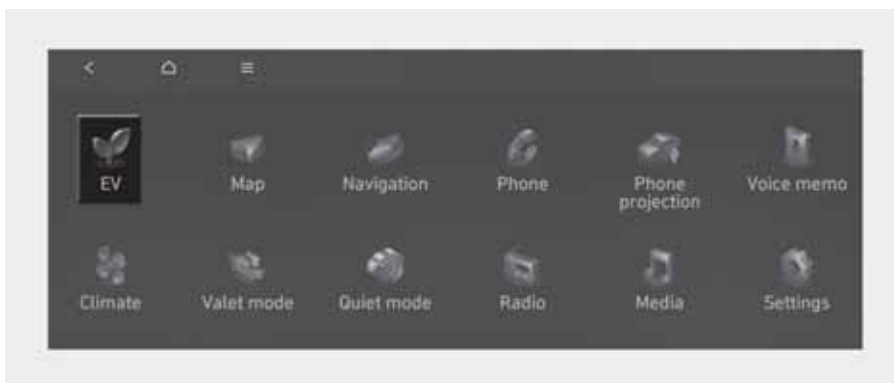 EV
Map
Navigation
Phone
Phone
projection
Voice memo
Climate
Valet mode
Quiet mode
Radio
Media
Settings